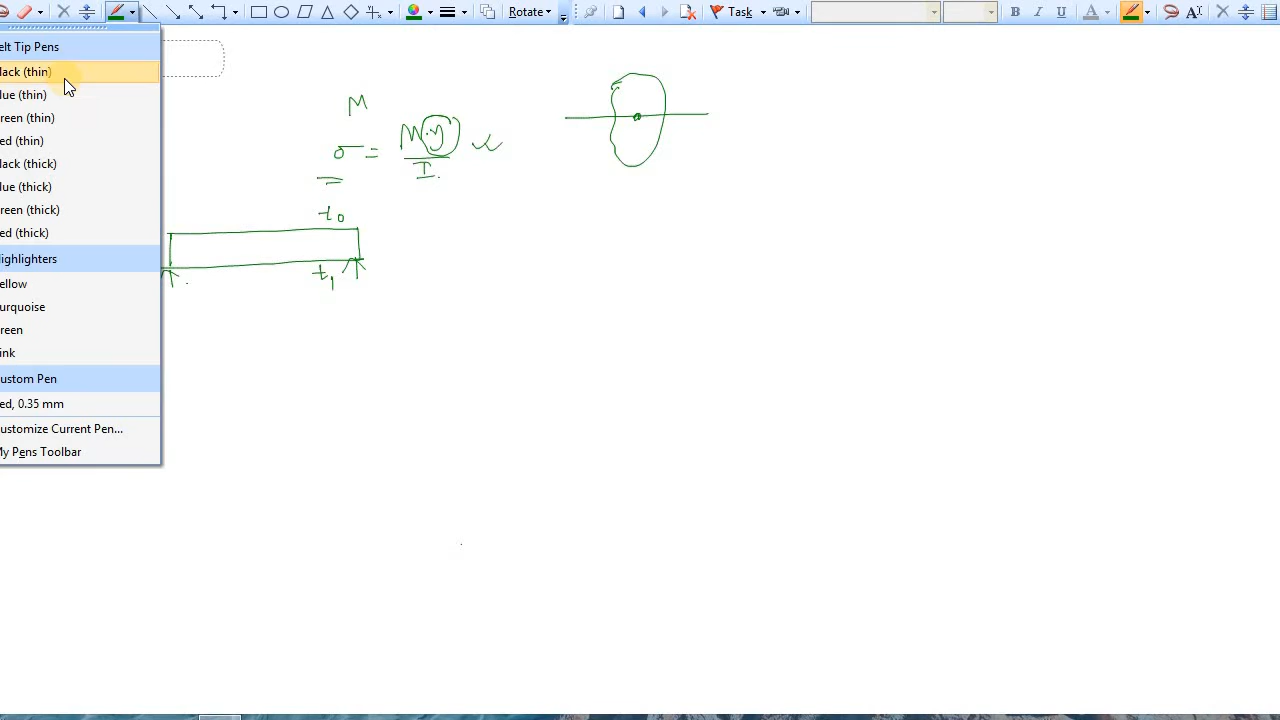 Rotate
Task
B I U
A
elt Tip Pens
lack (thin)
lue (thin)
reen (thin)
ed (thin)
lack (thick)
lue (thick)
reen (thick)
ed (thick)
ighlighters
ellow
urquoise
reen
ink
ustom Pen
ed, 0.35 mm
ustomize Current Pen...
My Pens Toolbar
M
σ = M.y
I.
t0
t1